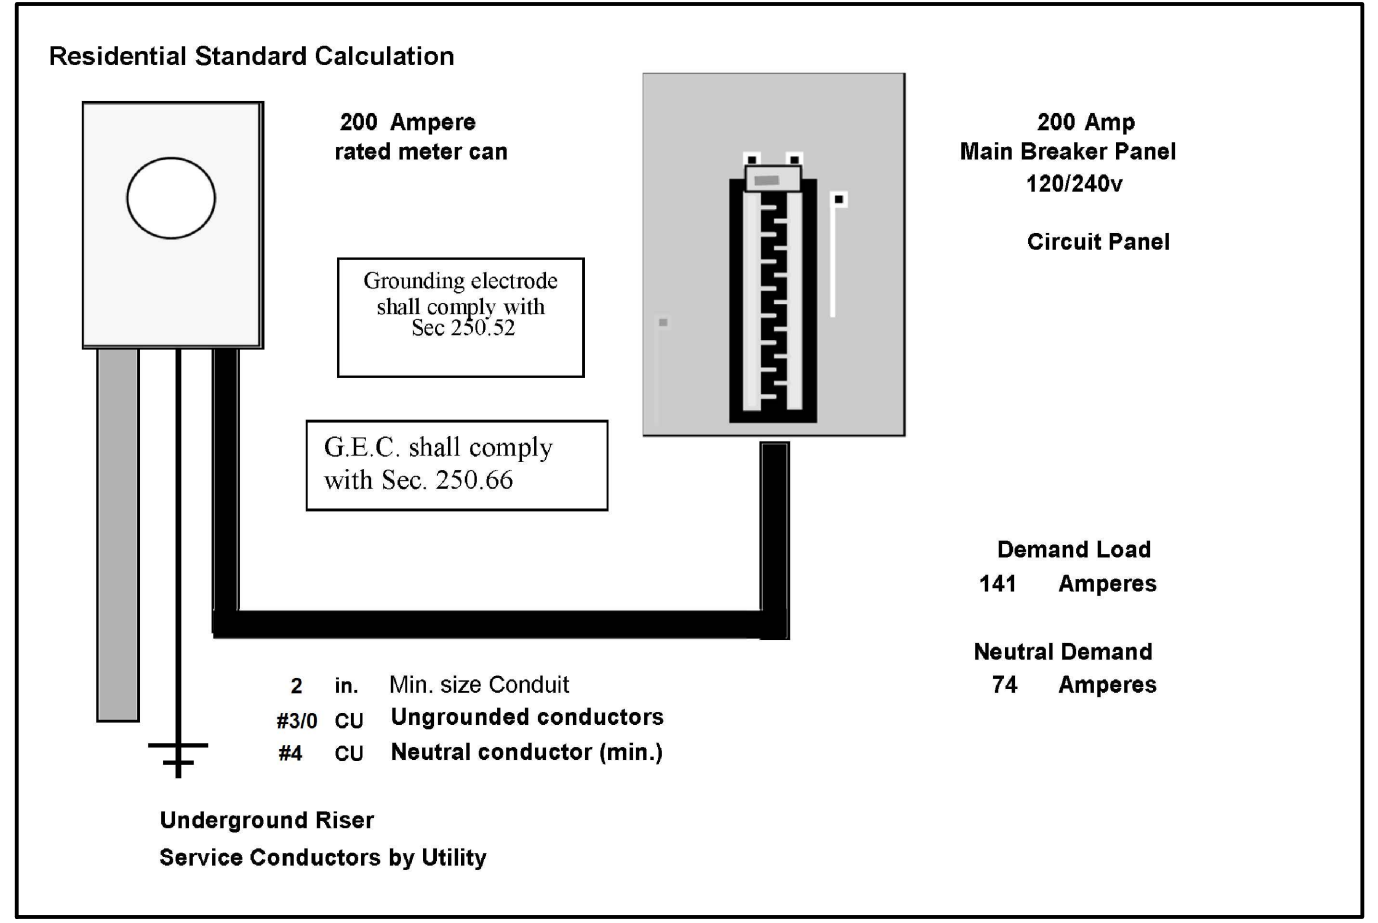 Residential Standard Calculation
200 Ampere
rated meter can
200 Amp
Main Breaker Panel
120/240v
Circuit Panel
Grounding electrode
shall comply with
Sec 250.52
G.E.C. shall comply
with Sec. 250.66
Demand Load
141 Amperes
Neutral Demand
74 Amperes
2 in. Min. size Conduit
#3/0 CU Ungrounded conductors
#4 CU Neutral conductor (min.)
Underground Riser
Service Conductors by Utility